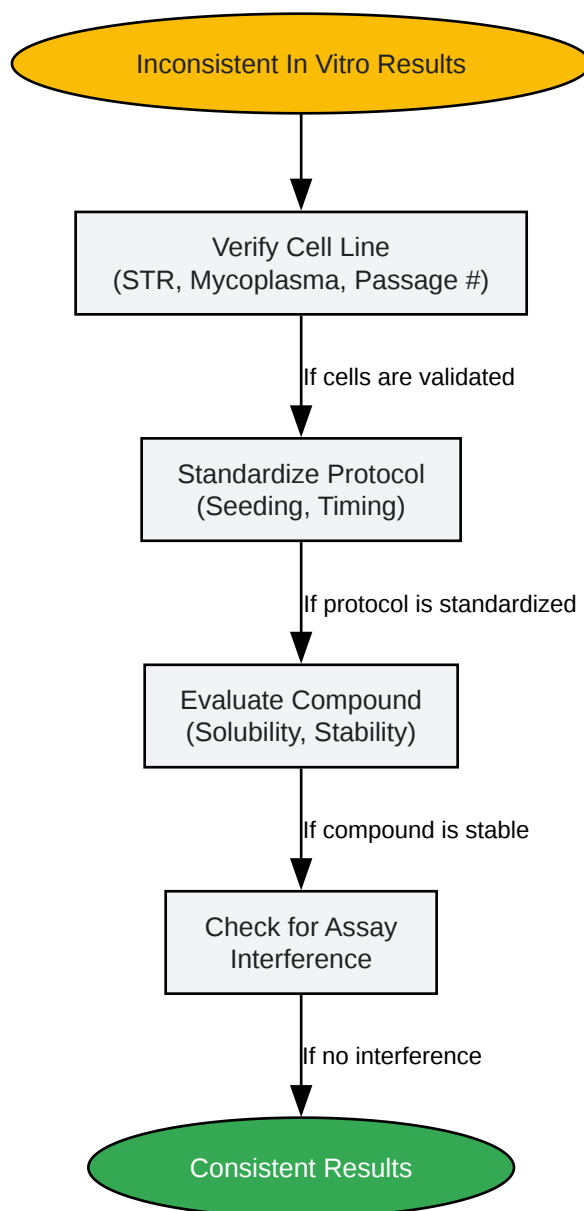 Inconsistent In Vitro Results
Verify Cell Line
(STR, Mycoplasma, Passage #)
If cells are validated
Standardize Protocol
(Seeding, Timing)
If protocol is standardized
Evaluate Compound
(Solubility, Stability)
If compound is stable
Check for Assay
Interference
If no interference
Consistent Results